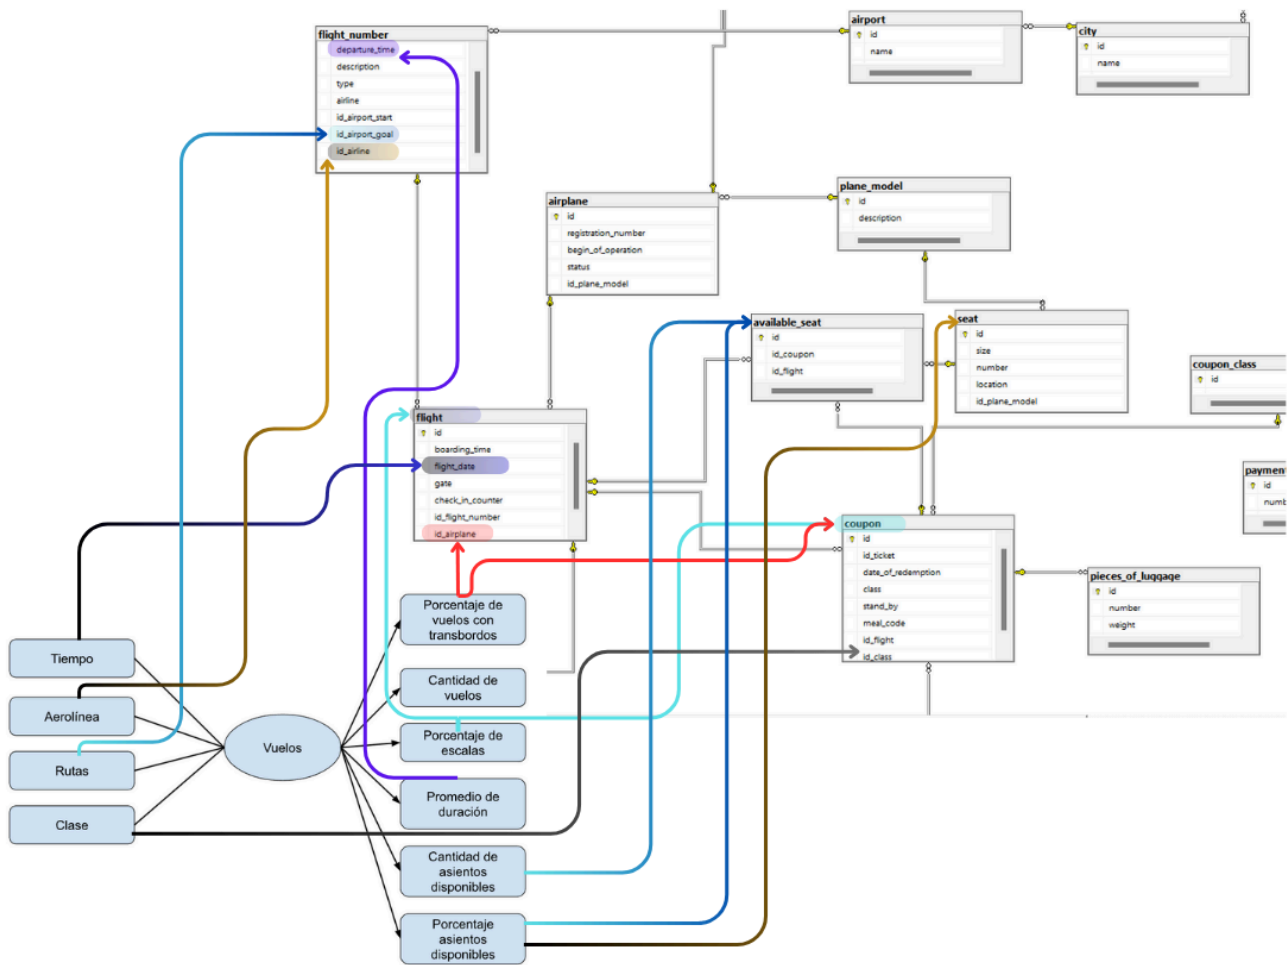 flight_number
departure_time
description
type
airline
id_airport_start
id_airport_goal
id_airline
airport
id
name
city
id
name
airplane
id
registration_number
begin_of_operation
status
id_plane_model
plane_model
id
description
available_seat
id
id_coupon
id_flight
seat
id
size
number
location
id_plane_model
coupon_class
id
flight
id
boarding_time
flight_date
gate
check_in_counter
id_flight_number
id_airplane
coupon
id
id_ticket
date_of_redemption
class
stand_by
meal_code
id_flight
id_class
paymen
id
numb
pieces_of_luggage
id
number
weight
Tiempo
Aerolínea
Rutas
Clase
Vuelos
Porcentaje de
vuelos con
transbordos
Cantidad de
vuelos
Porcentaje de
escalas
Promedio de
duración
Cantidad de
asientos
disponibles
Porcentaje
asientos
disponibles